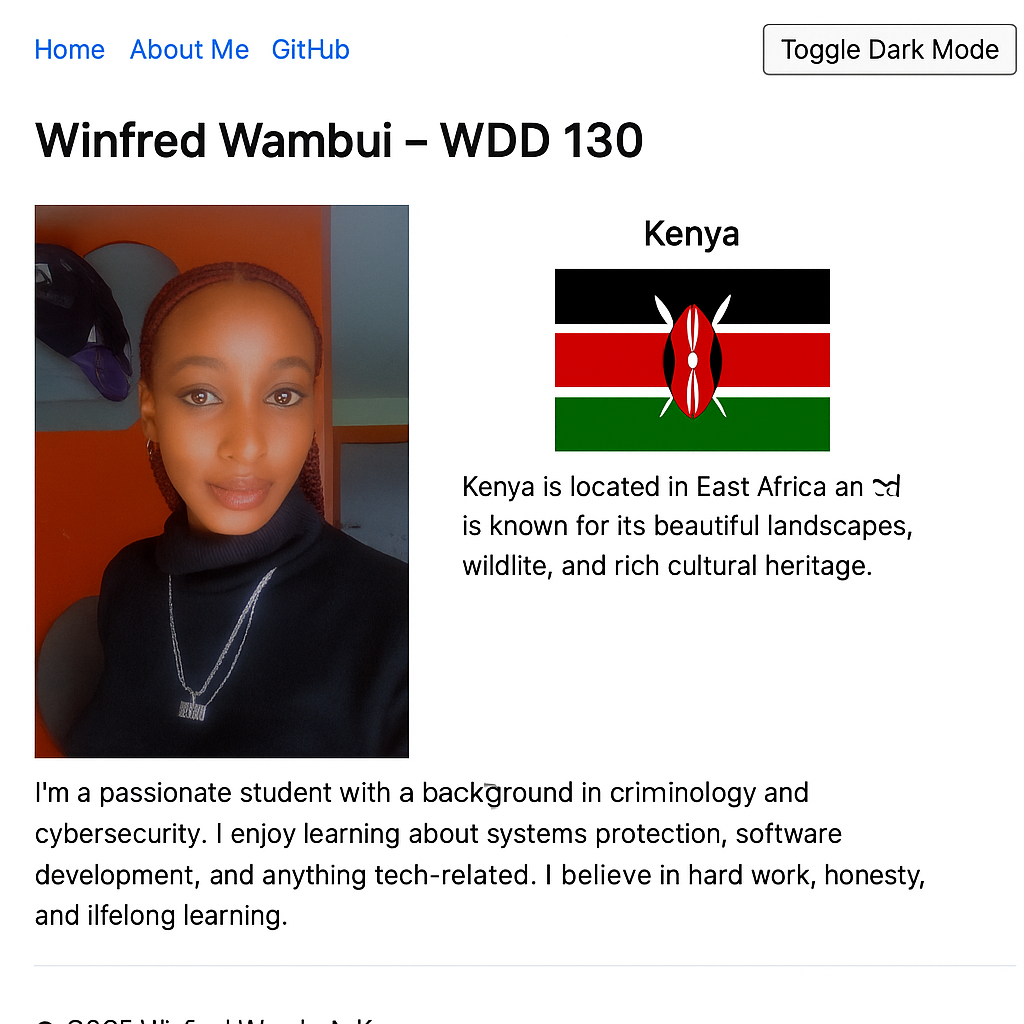 Home About Me GitHub
Toggle Dark Mode
Winfred Wambui – WDD 130
Kenya
Kenya is located in East Africa an
is known for its beautiful landscapes,
wildlite, and rich cultural heritage.
I'm a passionate student with a background in criminology and
cybersecurity. I enjoy learning about systems protection, software
development, and anything tech-related. I believe in hard work, honesty,
and ilfelong learning.